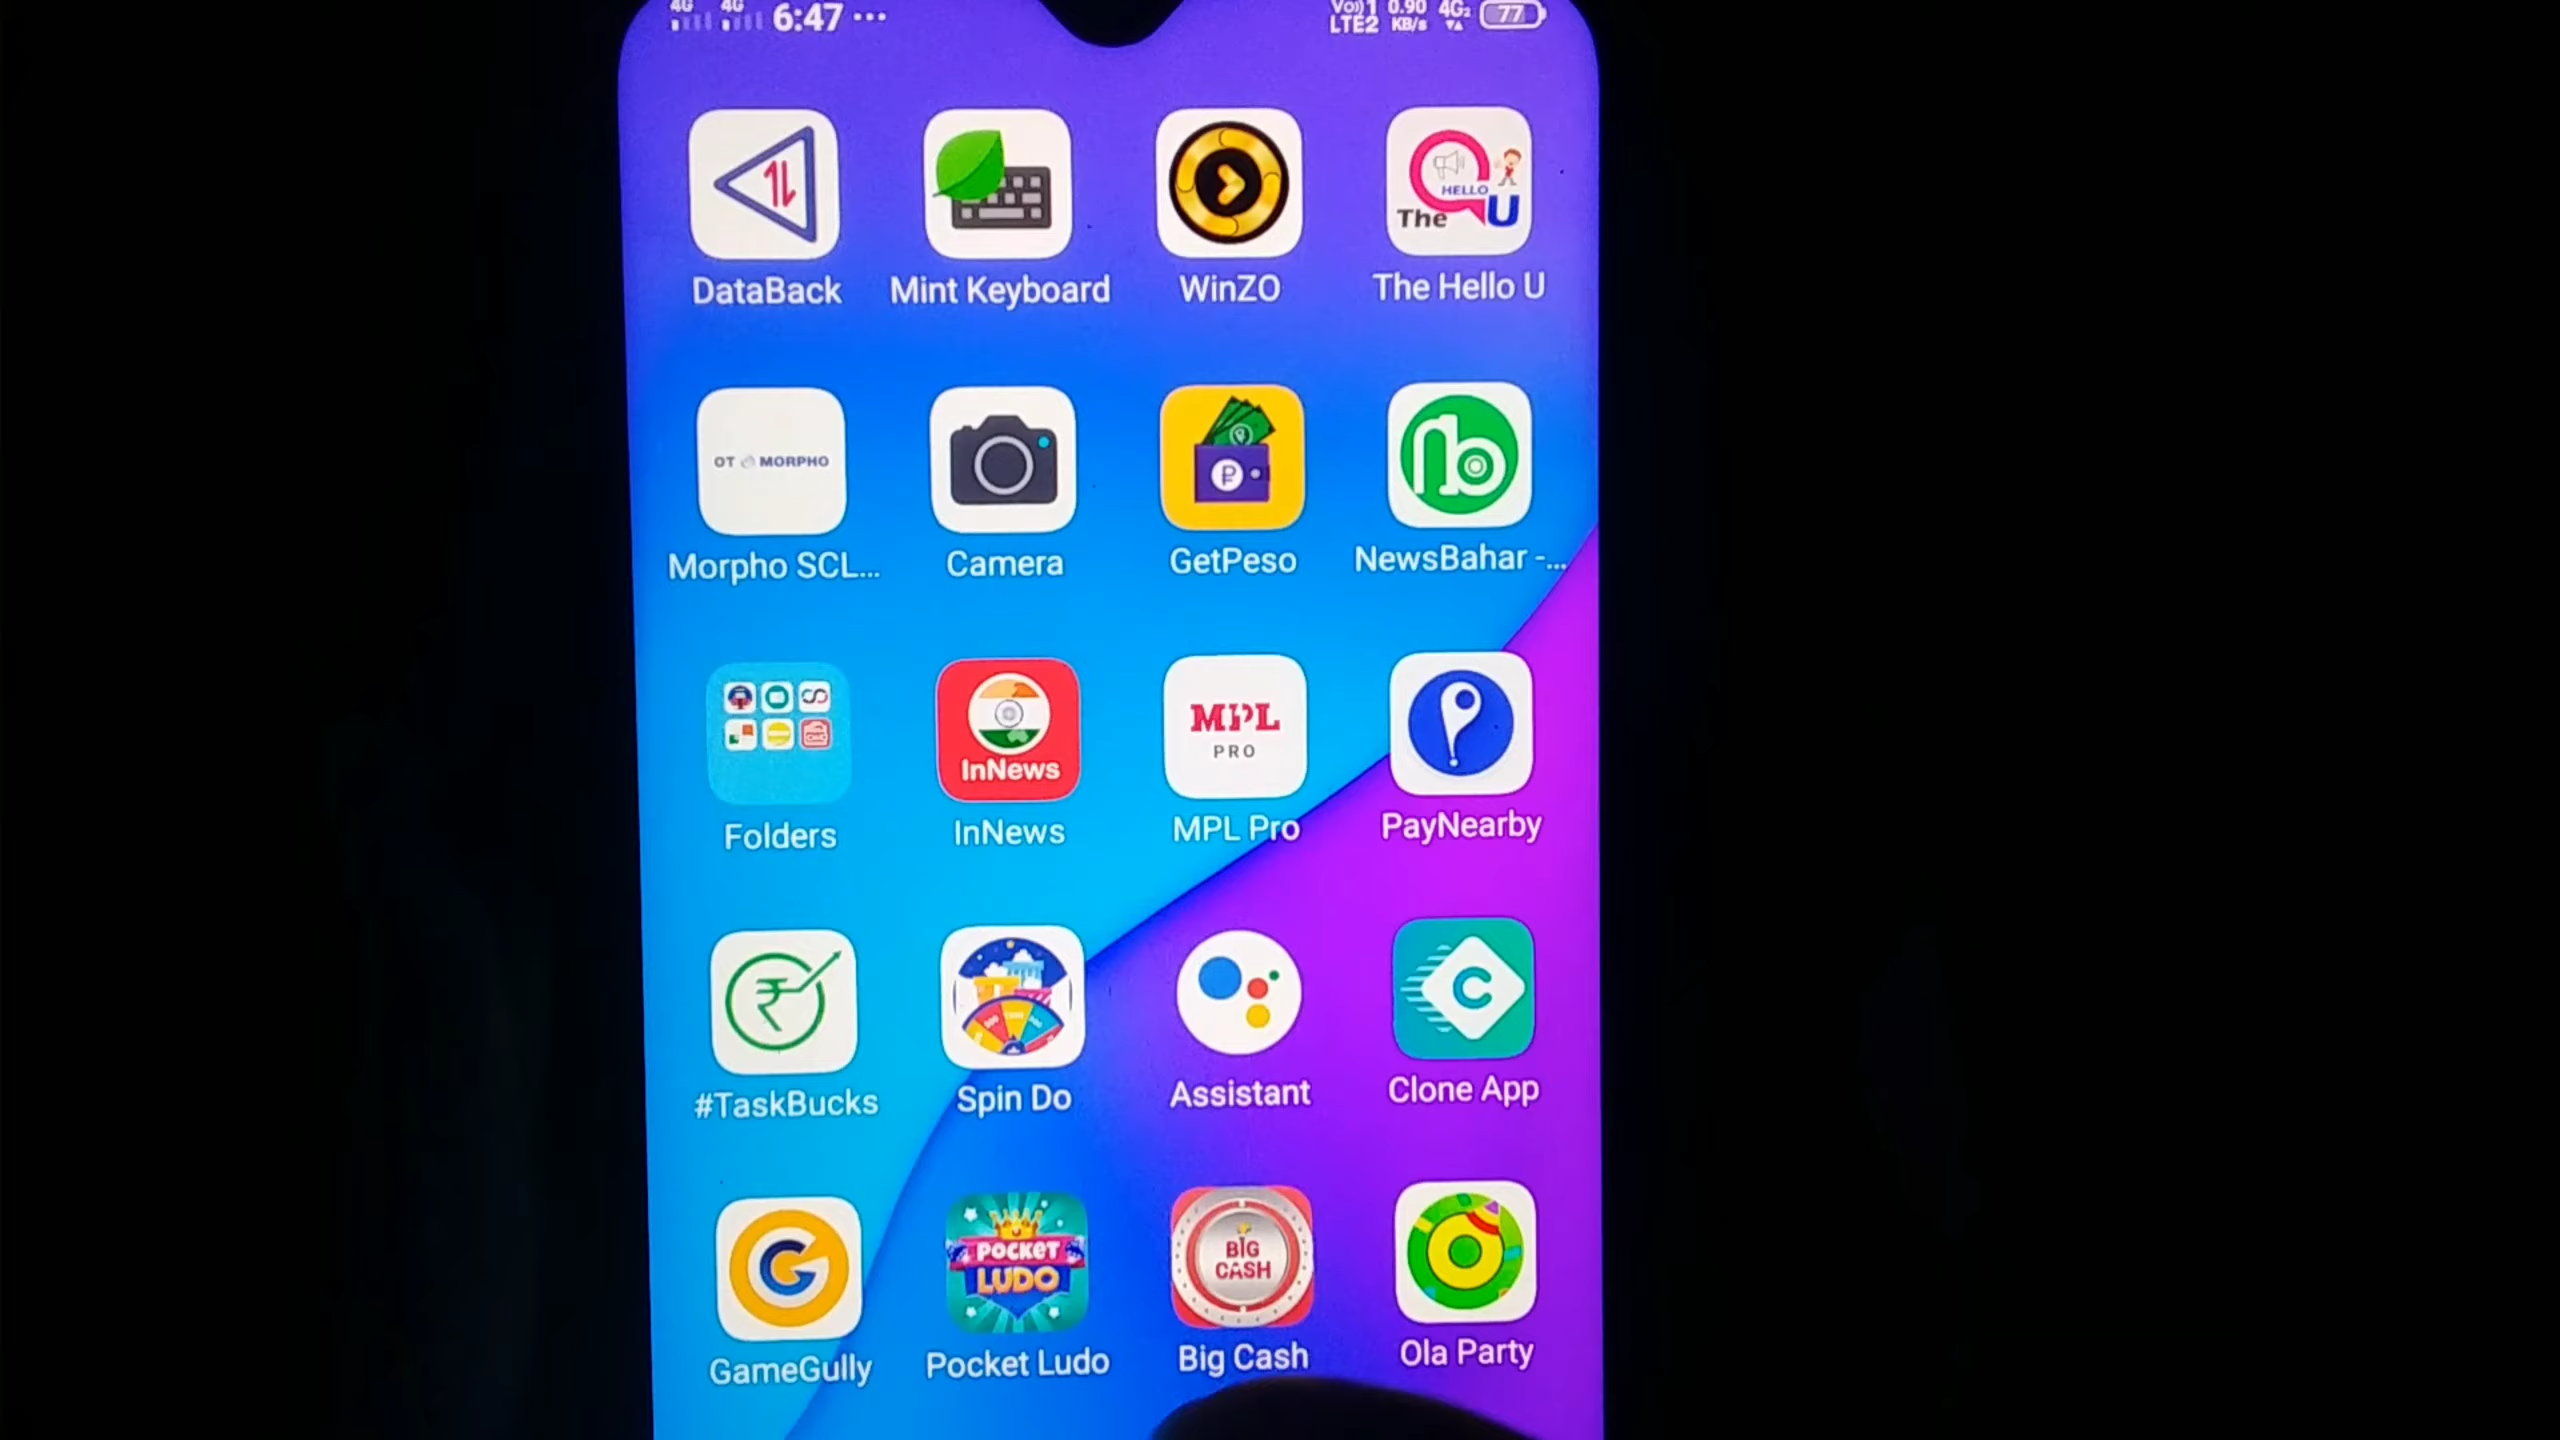 4G 4G 6:47 ... Vo))1 0.90 4G2 77
LTE2 KB/s
HELLO
The U
DataBack Mint Keyboard WinZO The Hello U
OT MORPHO
Morpho SCL... Camera GetPeso NewsBahar -...
InNews
MPL
PRO
Folders InNews MPL Pro PayNearby
#TaskBucks Spin Do Assistant Clone App
POCKET
LUDO
BIG
CASH
GameGully Pocket Ludo Big Cash Ola Party